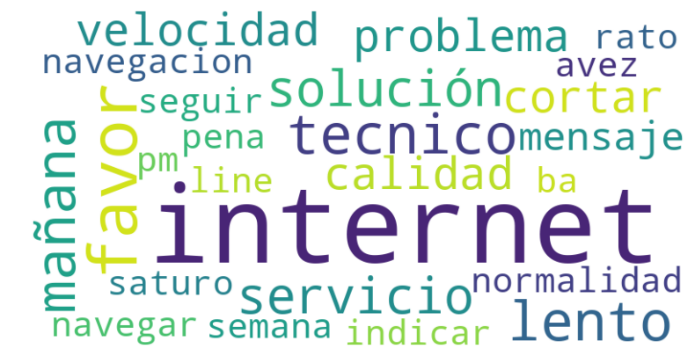 velocidad problema rato
navegacion avez
seguir solución cortar
favor
mañana
pena tecnico mensaje
pm line calidad ba
internet
saturo servicio normalidad
navegar semana indicar lento